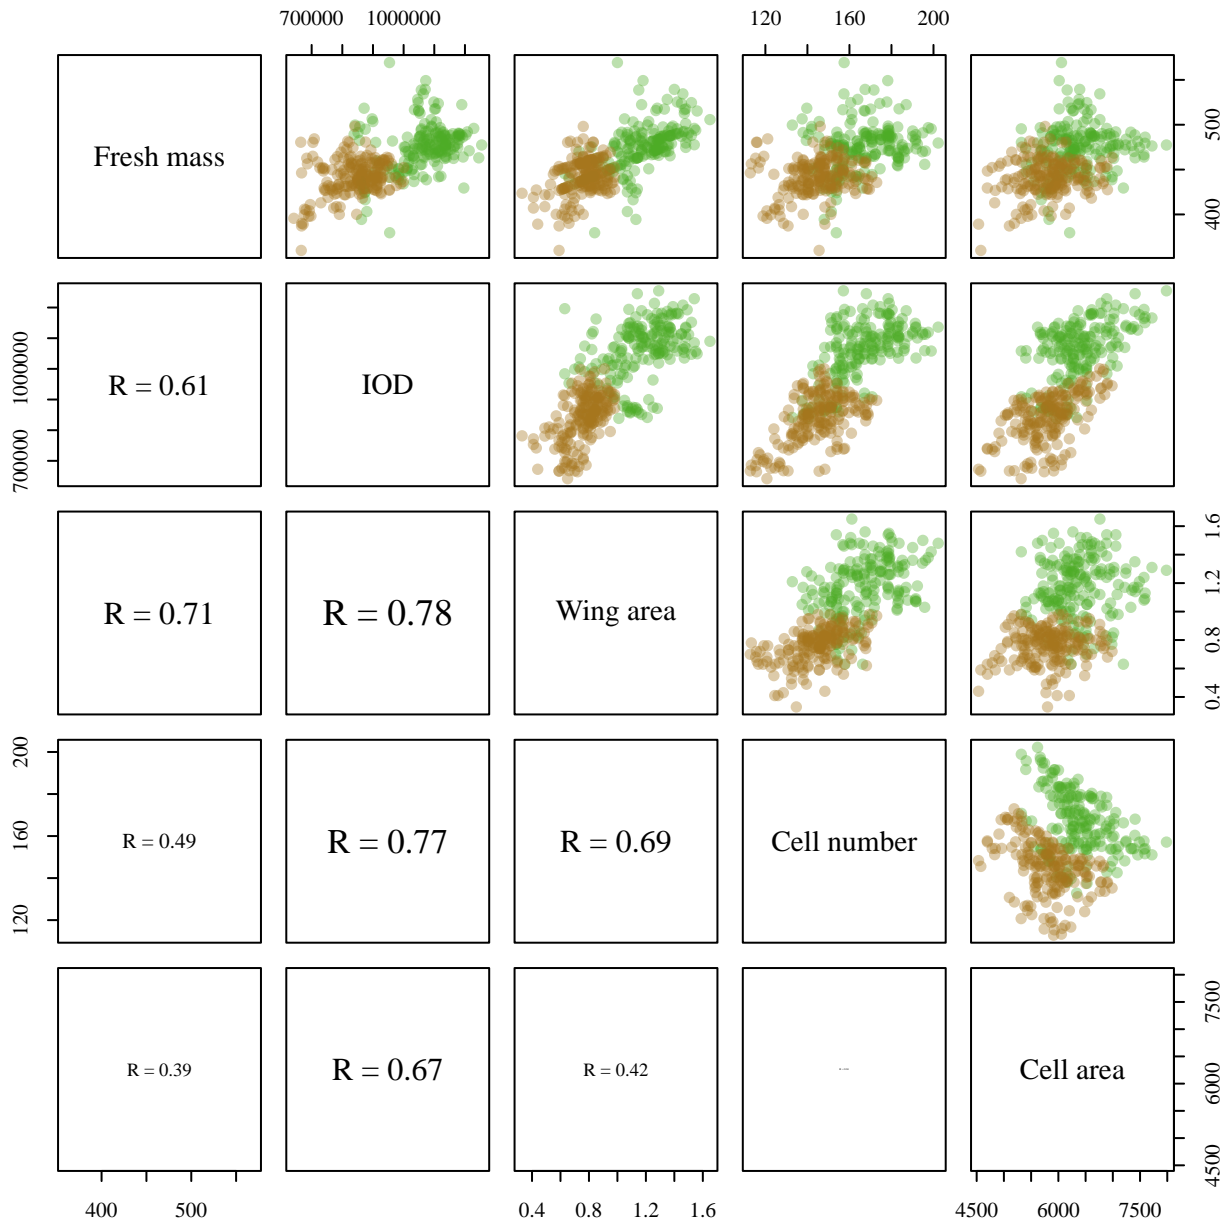 700000 1000000 120 160 200
Fresh mass
400 500
700000 1000000
R = 0.61
IOD
R = 0.71
R = 0.78
Wing area
0.4 0.8 1.2 1.6
120 160 200
R = 0.49
R = 0.77
R = 0.69
Cell number
R = 0.39
R = 0.67
R = 0.42
Cell area
4500 6000 7500
400 500 0.4 0.8 1.2 1.6 4500 6000 7500